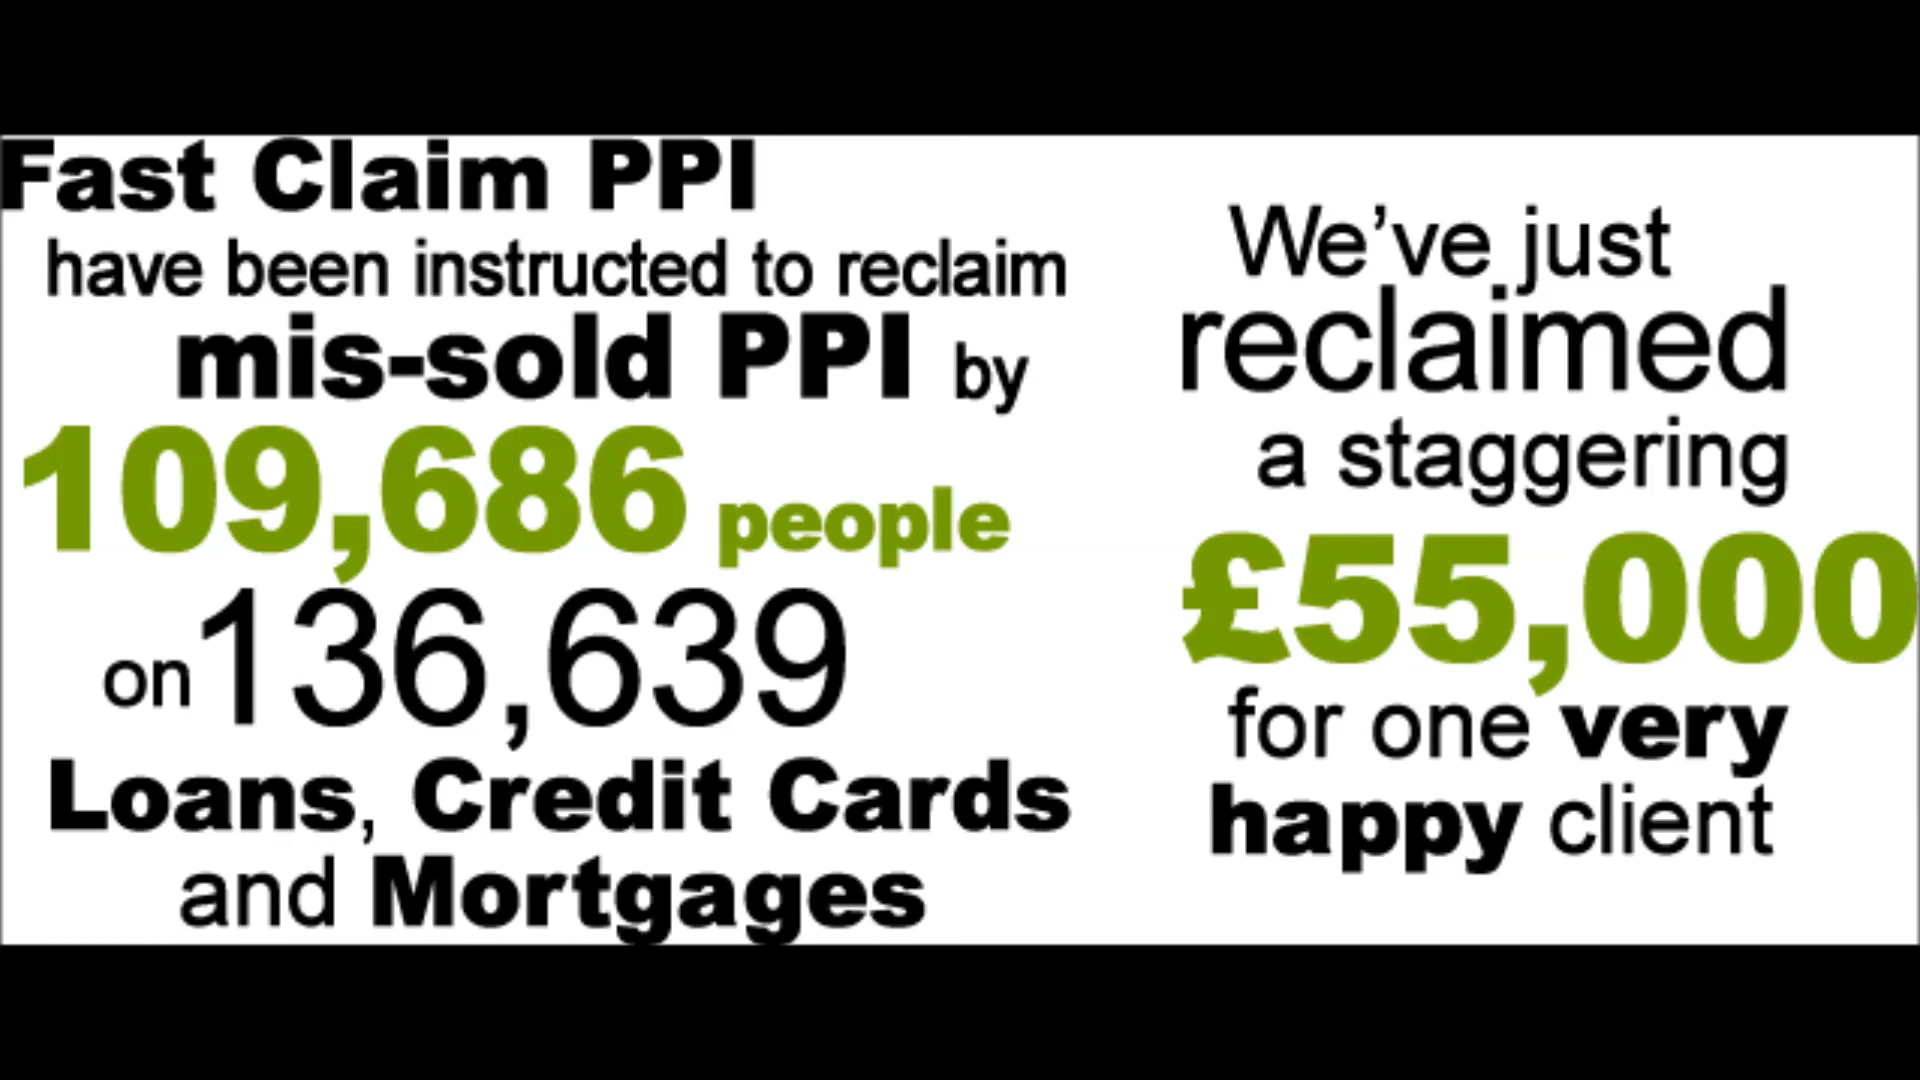 Fast Claim PPI
have been instructed to reclaim
mis-sold PPI by
109,686 people
on 136,639
Loans, Credit Cards
and Mortgages
We've just
reclaimed
a staggering
£55,000
for one very
happy client